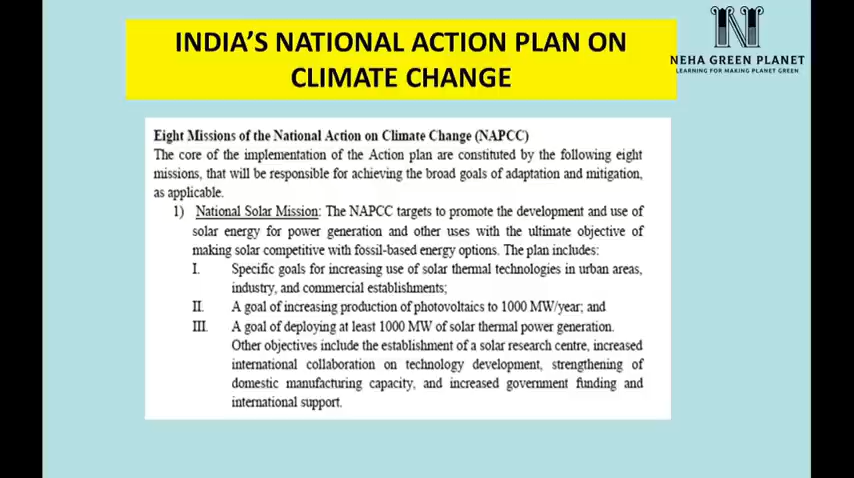 INDIA'S NATIONAL ACTION PLAN ON
CLIMATE CHANGE
N
NEHA GREEN PLANET
LEARNING FOR MAKING PLANET GREEN
Eight Missions of the National Action on Climate Change (NAPCC)
The core of the implementation of the Action plan are constituted by the following eight
missions, that will be responsible for achieving the broad goals of adaptation and mitigation,
as applicable.
1) National Solar Mission: The NAPCC targets to promote the development and use of
solar energy for power generation and other uses with the ultimate objective of
making solar competitive with fossil-based energy options. The plan includes:
I. Specific goals for increasing use of solar thermal technologies in urban areas,
industry, and commercial establishments;
II. A goal of increasing production of photovoltaics to 1000 MW/year; and
III. A goal of deploying at least 1000 MW of solar thermal power generation.
Other objectives include the establishment of a solar research centre, increased
international collaboration on technology development, strengthening of
domestic manufacturing capacity, and increased government funding and
international support.